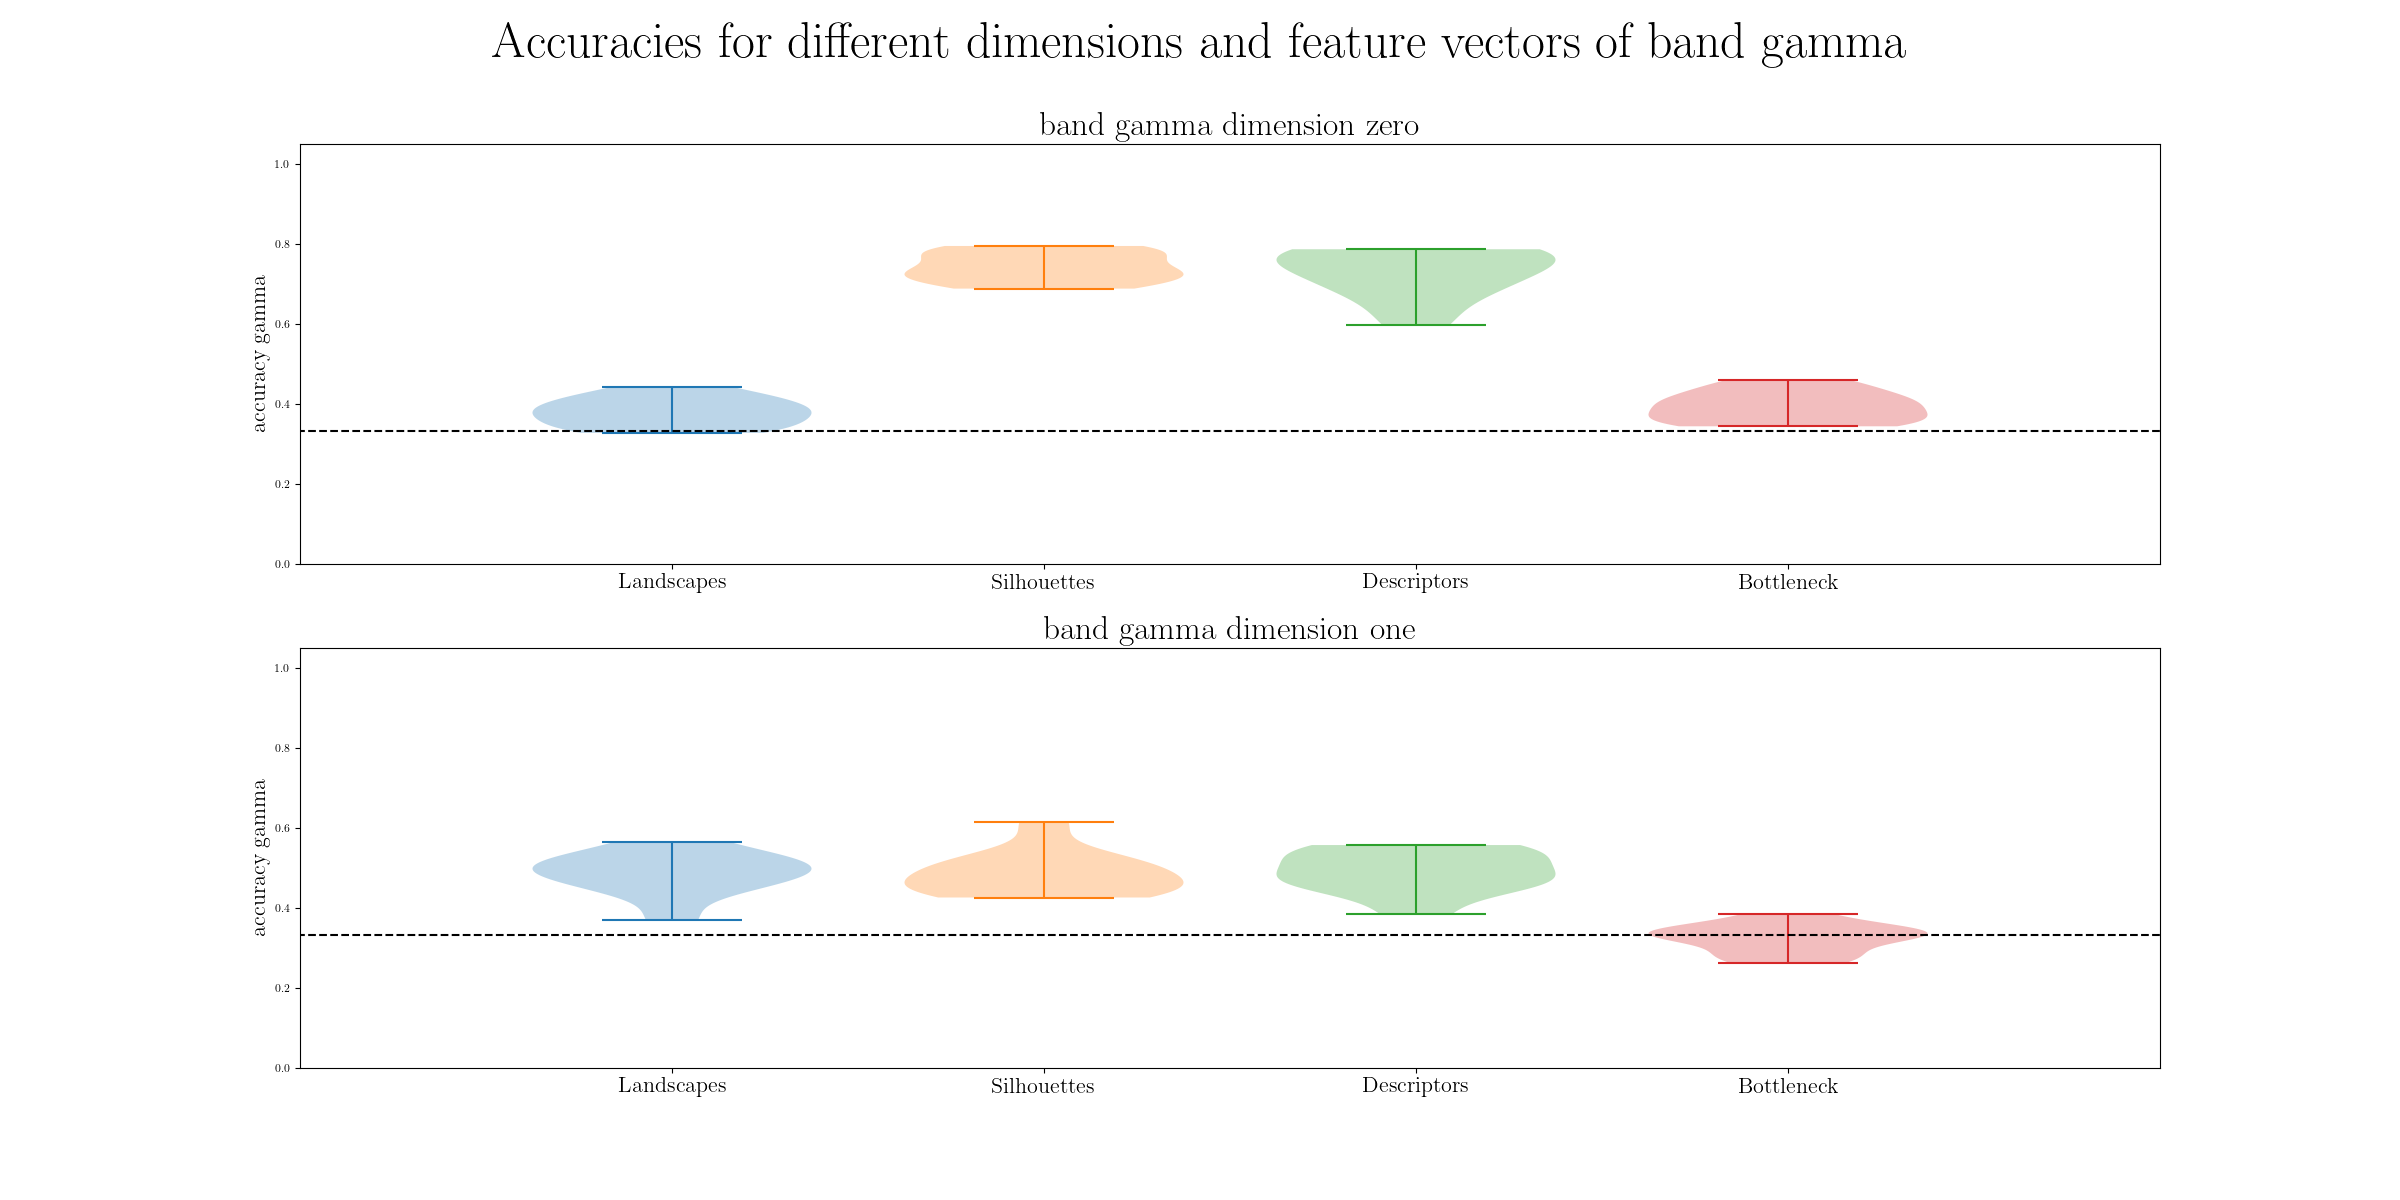 Accuracies for different dimensions and feature vectors of band gamma
band gamma dimension zero
accuracy gamma
1.0
0.8
0.6
0.4
0.2
0.0
Landscapes Silhouettes Descriptors Bottleneck
band gamma dimension one
accuracy gamma
1.0
0.8
0.6
0.4
0.2
0.0
Landscapes Silhouettes Descriptors Bottleneck